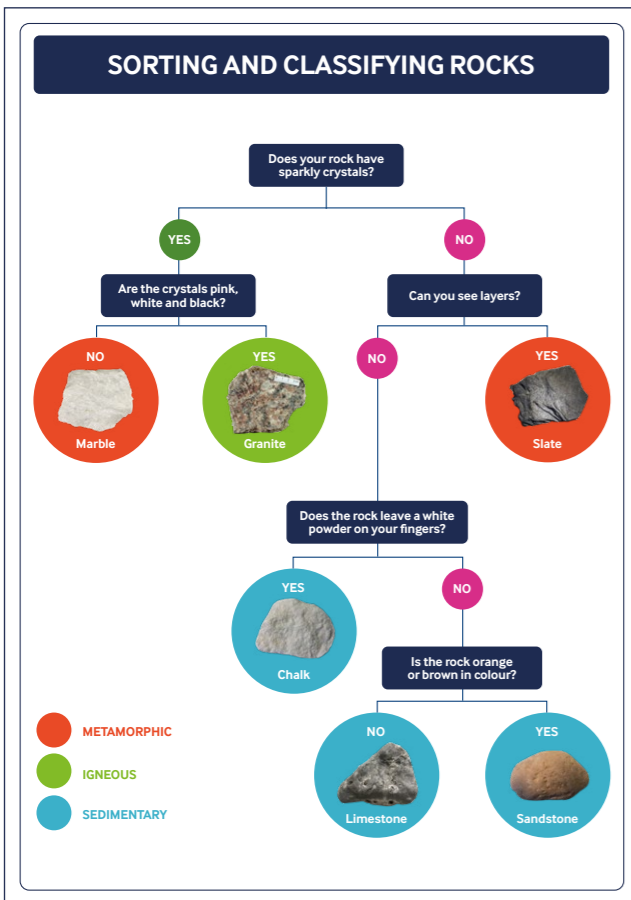 SORTING AND CLASSIFYING ROCKS
Does your rock have
sparkly crystals?
YES
NO
Are the crystals pink,
white and black?
Can you see layers?
NO
Marble
YES
Granite
NO
YES
Slate
Does the rock leave a white
powder on your fingers?
YES
Chalk
NO
Is the rock orange
or brown in colour?
NO
Limestone
YES
Sandstone
METAMORPHIC
IGNEOUS
SEDIMENTARY